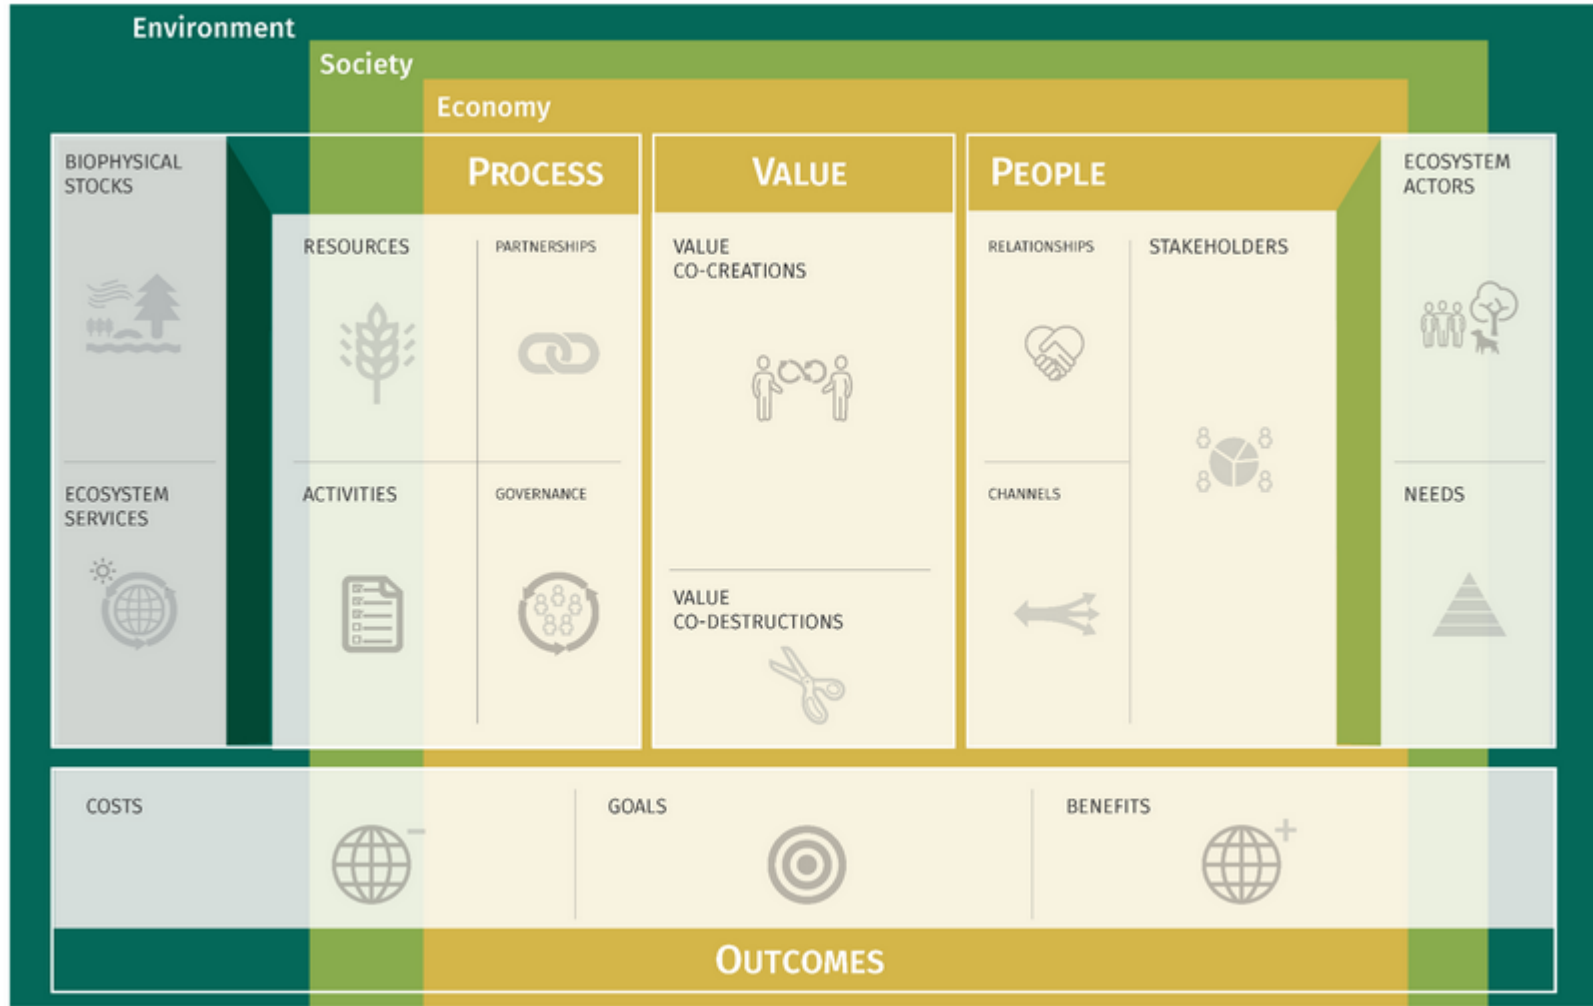 Environment
Society
Economy
BIOPHYSICAL
STOCKS
ECOSYSTEM
SERVICES
PROCESS
RESOURCES
PARTNERSHIPS
ACTIVITIES
GOVERNANCE
VALUE
VALUE
CO-CREATIONS
VALUE
CO-DESTRUCTIONS
PEOPLE
RELATIONSHIPS
STAKEHOLDERS
CHANNELS
ECOSYSTEM
ACTORS
NEEDS
COSTS
GOALS
BENEFITS
OUTCOMES